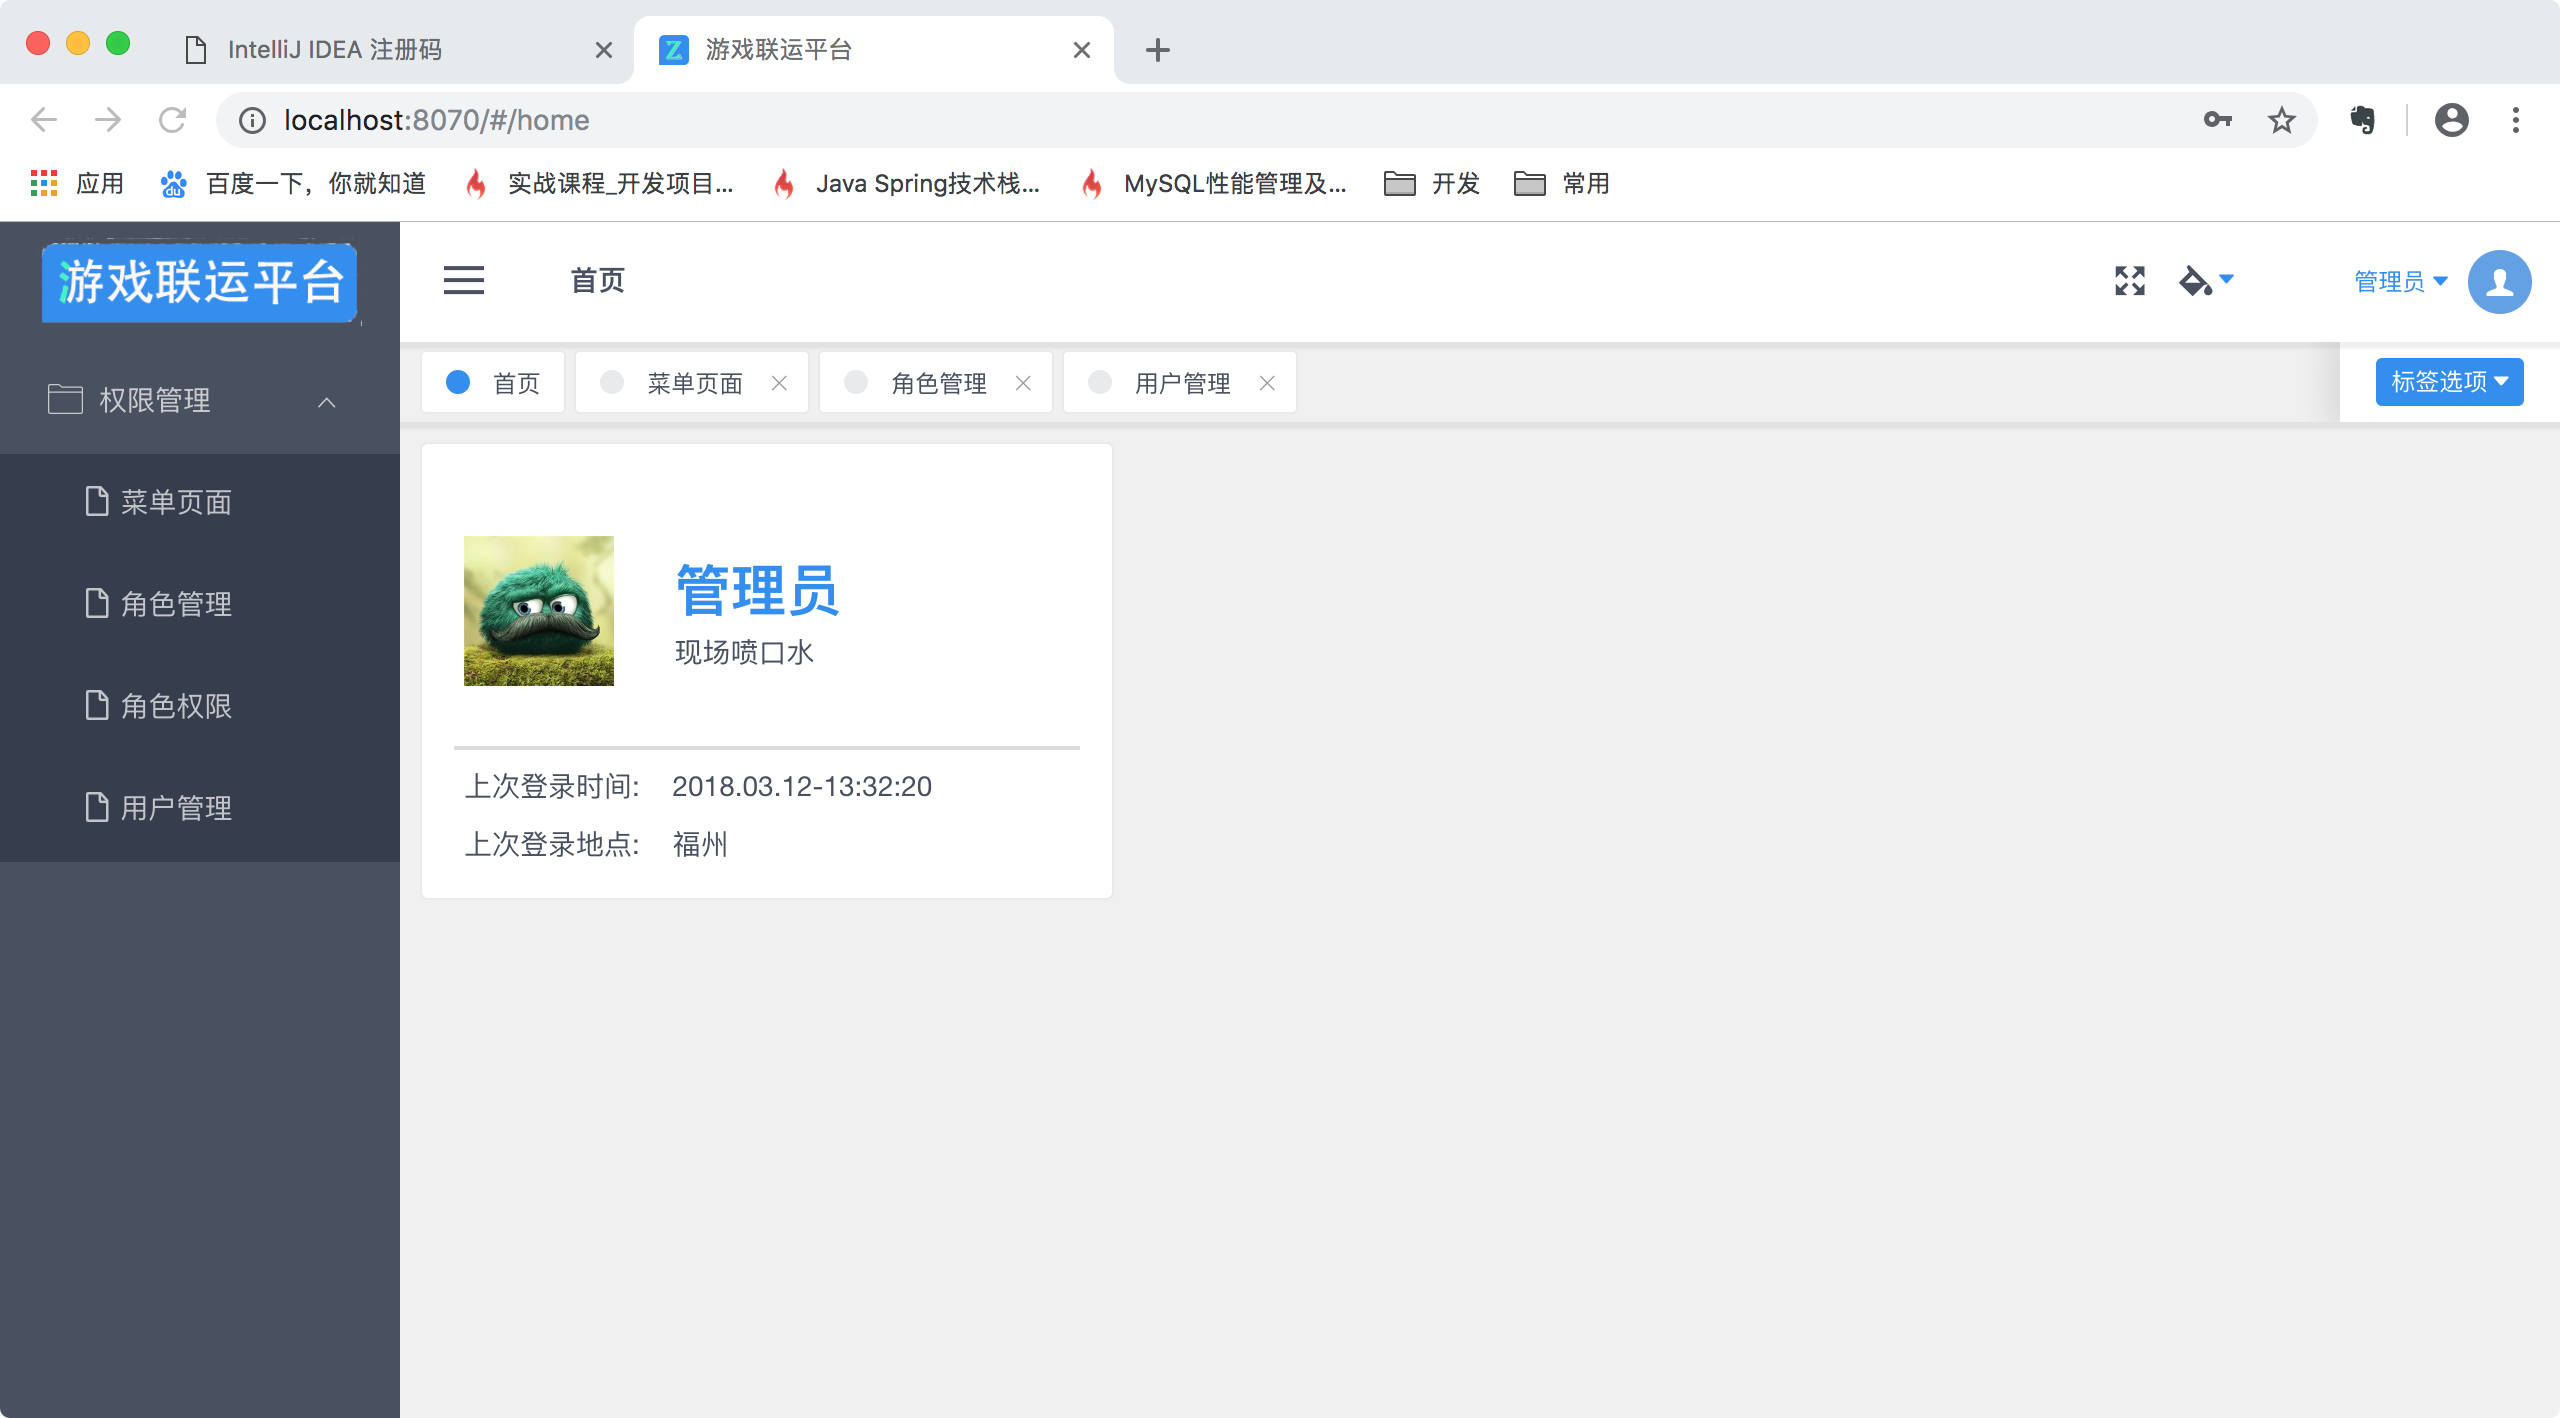 IntelliJ IDEA 注册码
游戏联运平台
localhost:8070/#/home
应用
百度一下，你就知道
实战课程_开发项目...
Java Spring技术栈...
MySQL性能管理及...
开发
常用
游戏联运平台
首页
管理员
权限管理
菜单页面
角色管理
角色权限
用户管理
首页
菜单页面
角色管理
用户管理
标签选项
管理员
现场喷口水
上次登录时间: 2018.03.12-13:32:20
上次登录地点: 福州